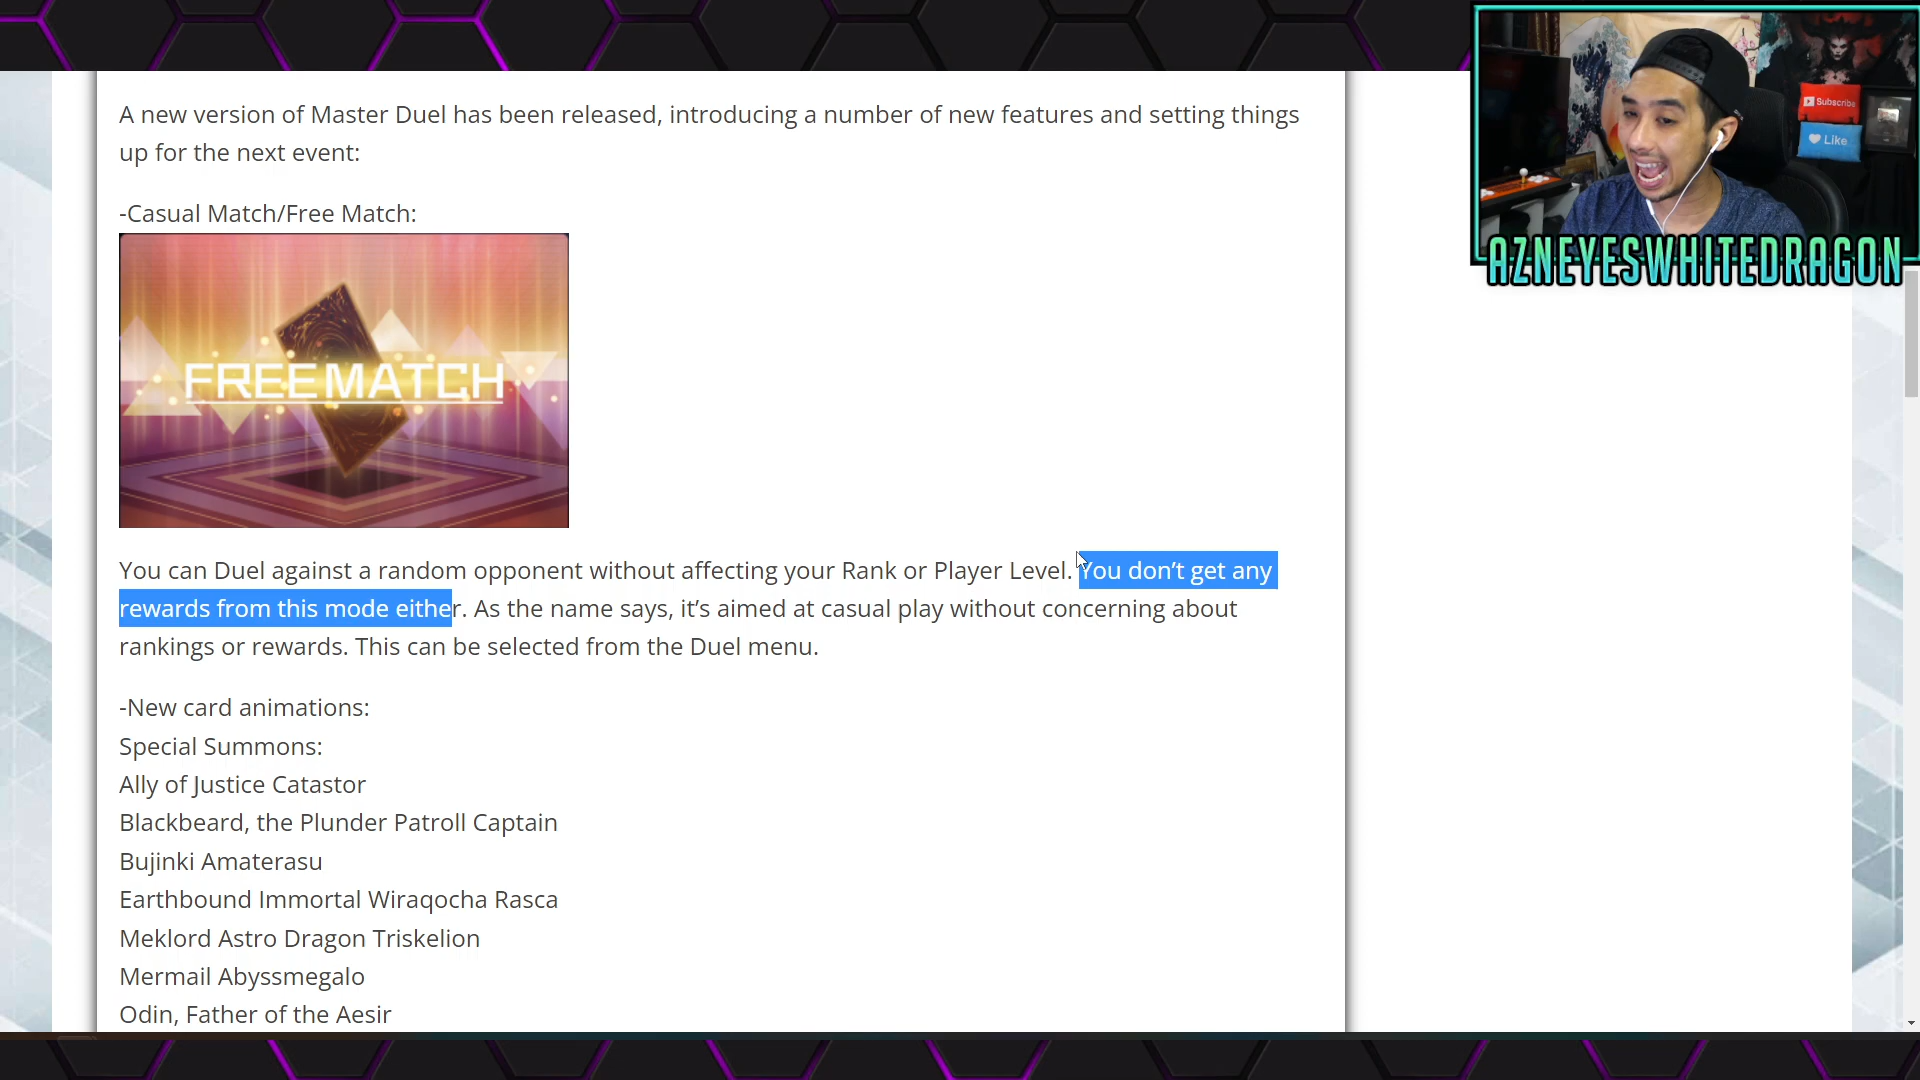 A new version of Master Duel has been released, introducing a number of new features and setting things
up for the next event:
-Casual Match/Free Match:
FREE MATCH
You can Duel against a random opponent without affecting your Rank or Player Level. You don’t get any
rewards from this mode either. As the name says, it’s aimed at casual play without concerning about
rankings or rewards. This can be selected from the Duel menu.
-New card animations:
Special Summons:
Ally of Justice Catastor
Blackbeard, the Plunder Patroll Captain
Bujinki Amaterasu
Earthbound Immortal Wiraqocha Rasca
Meklord Astro Dragon Triskelion
Mermail Abyssmegalo
Odin, Father of the Aesir
Subscribe
Like
AZNEYESWHITEDRAGON